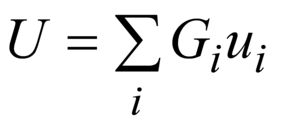 U = ∑_i G_i u_i